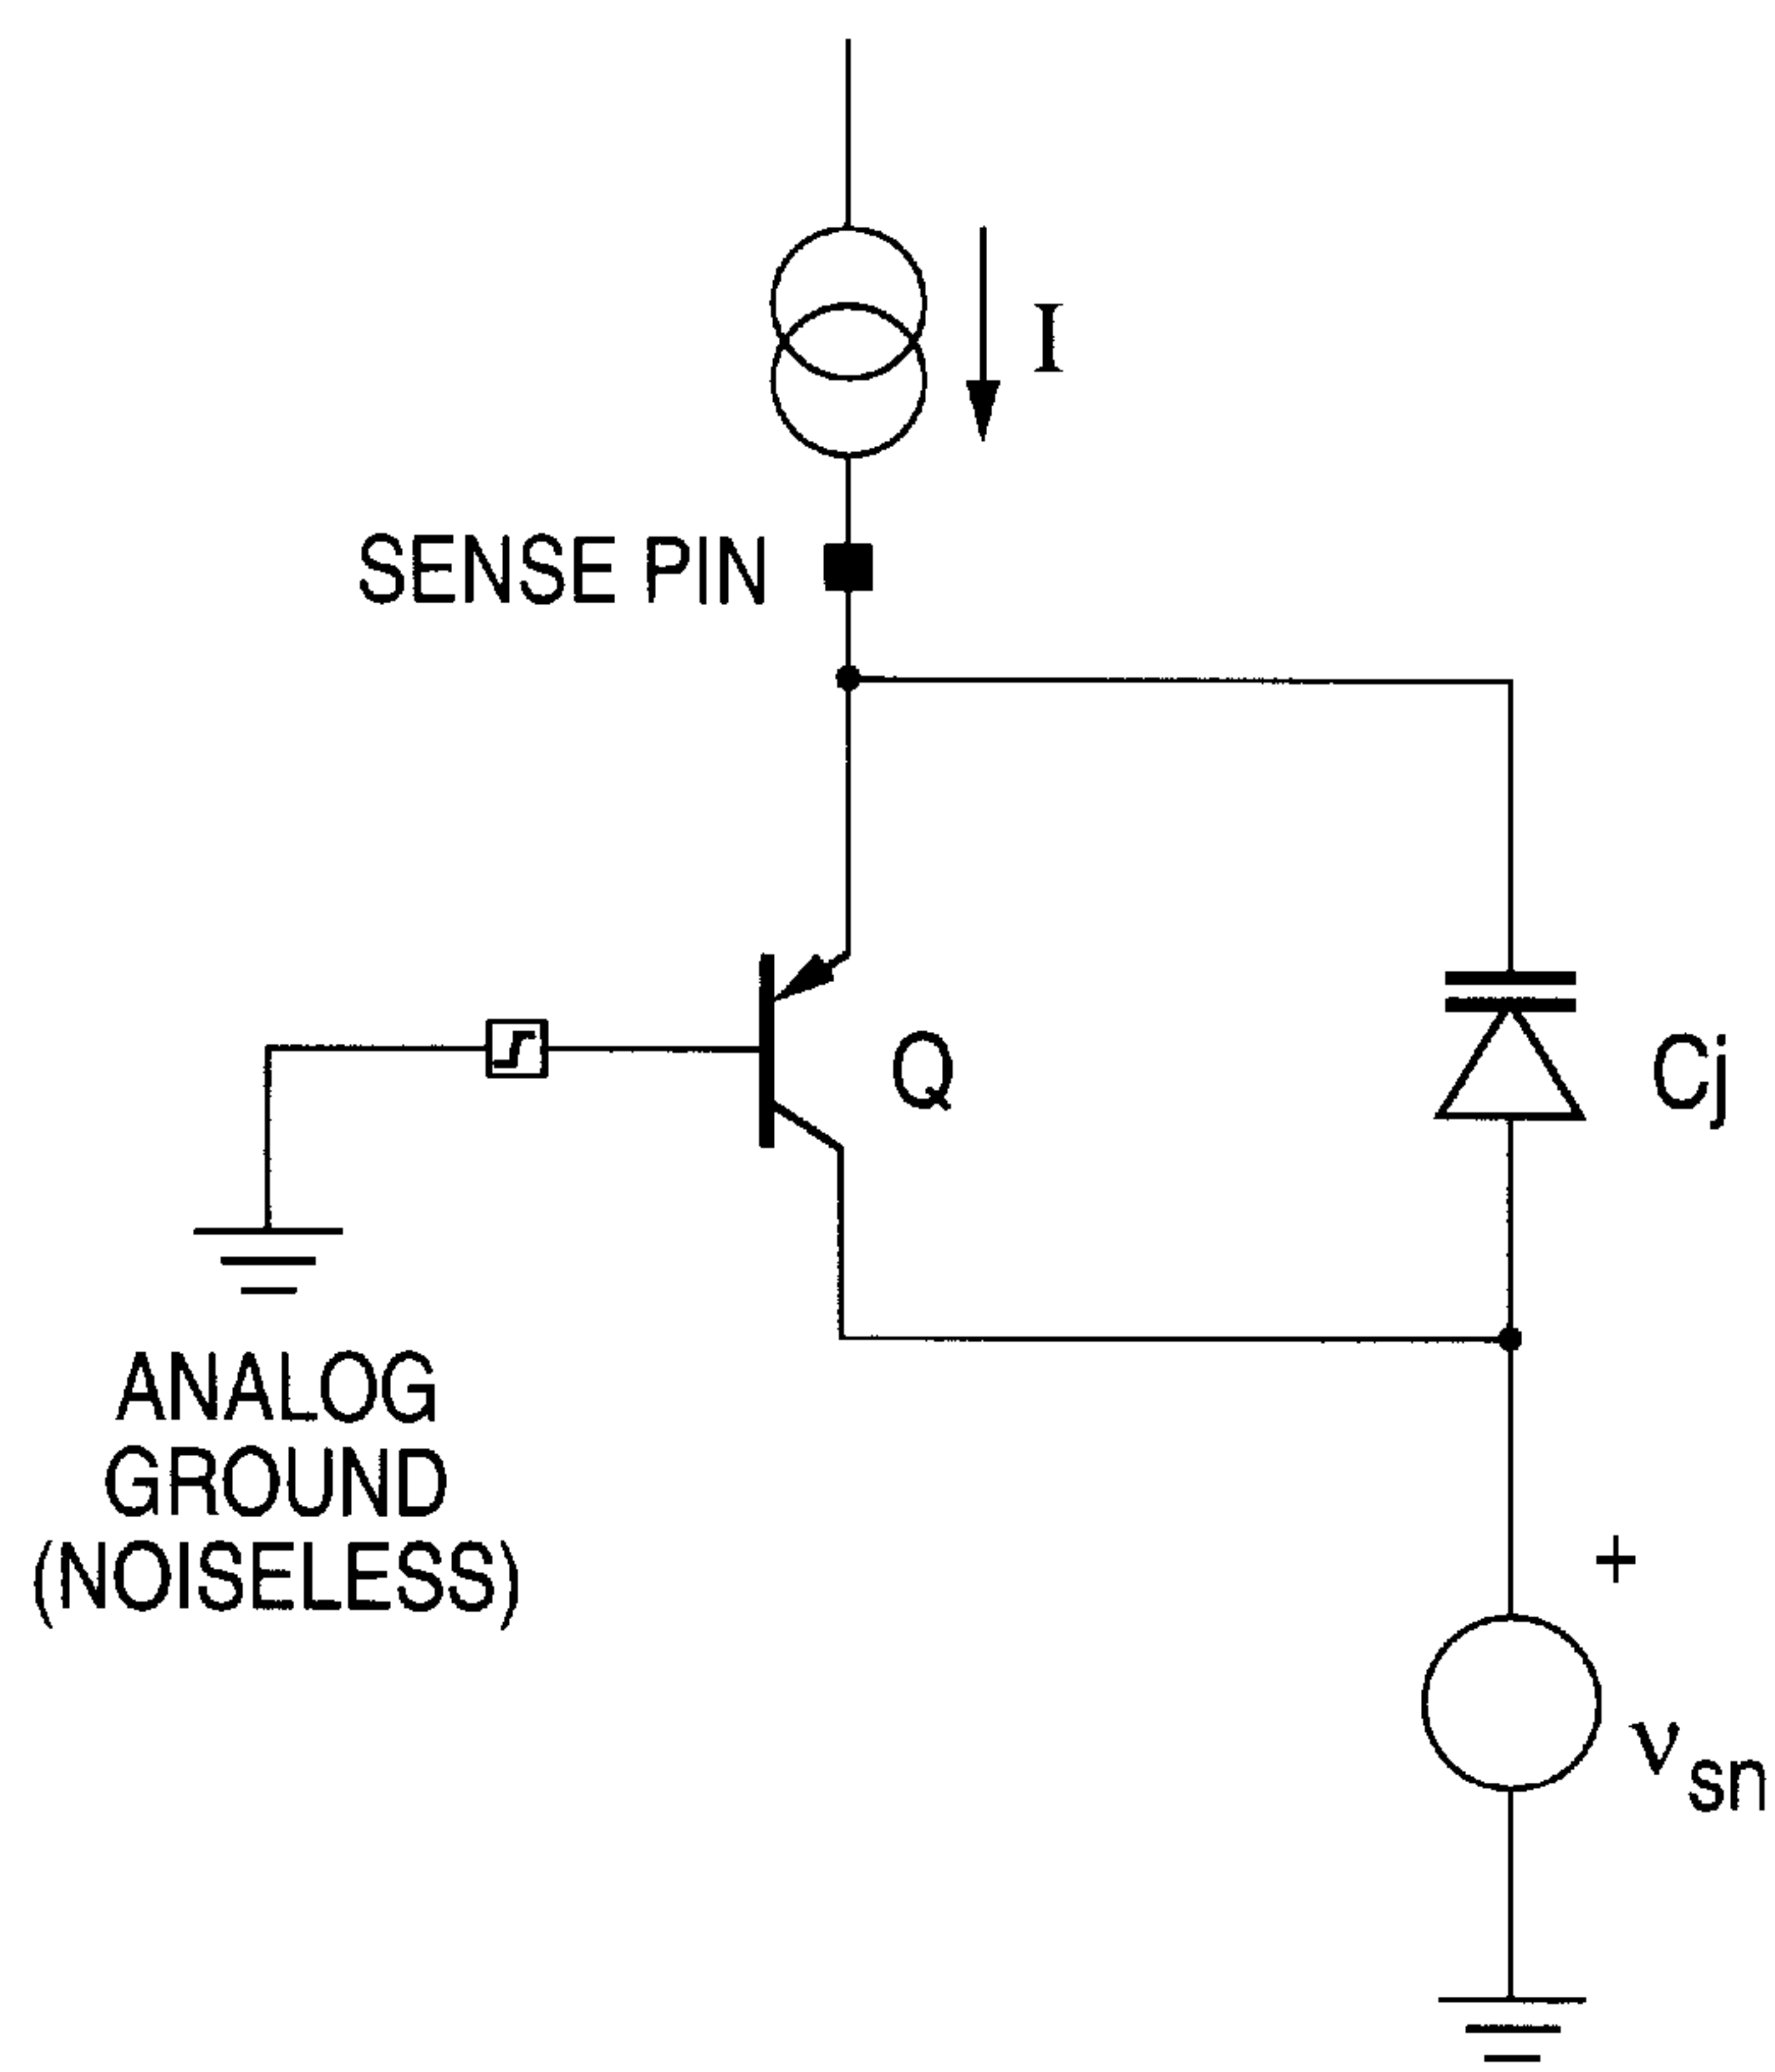 I
SENSE PIN
Q
Cj
ANALOG
GROUND
(NOISELESS)
+
vsn